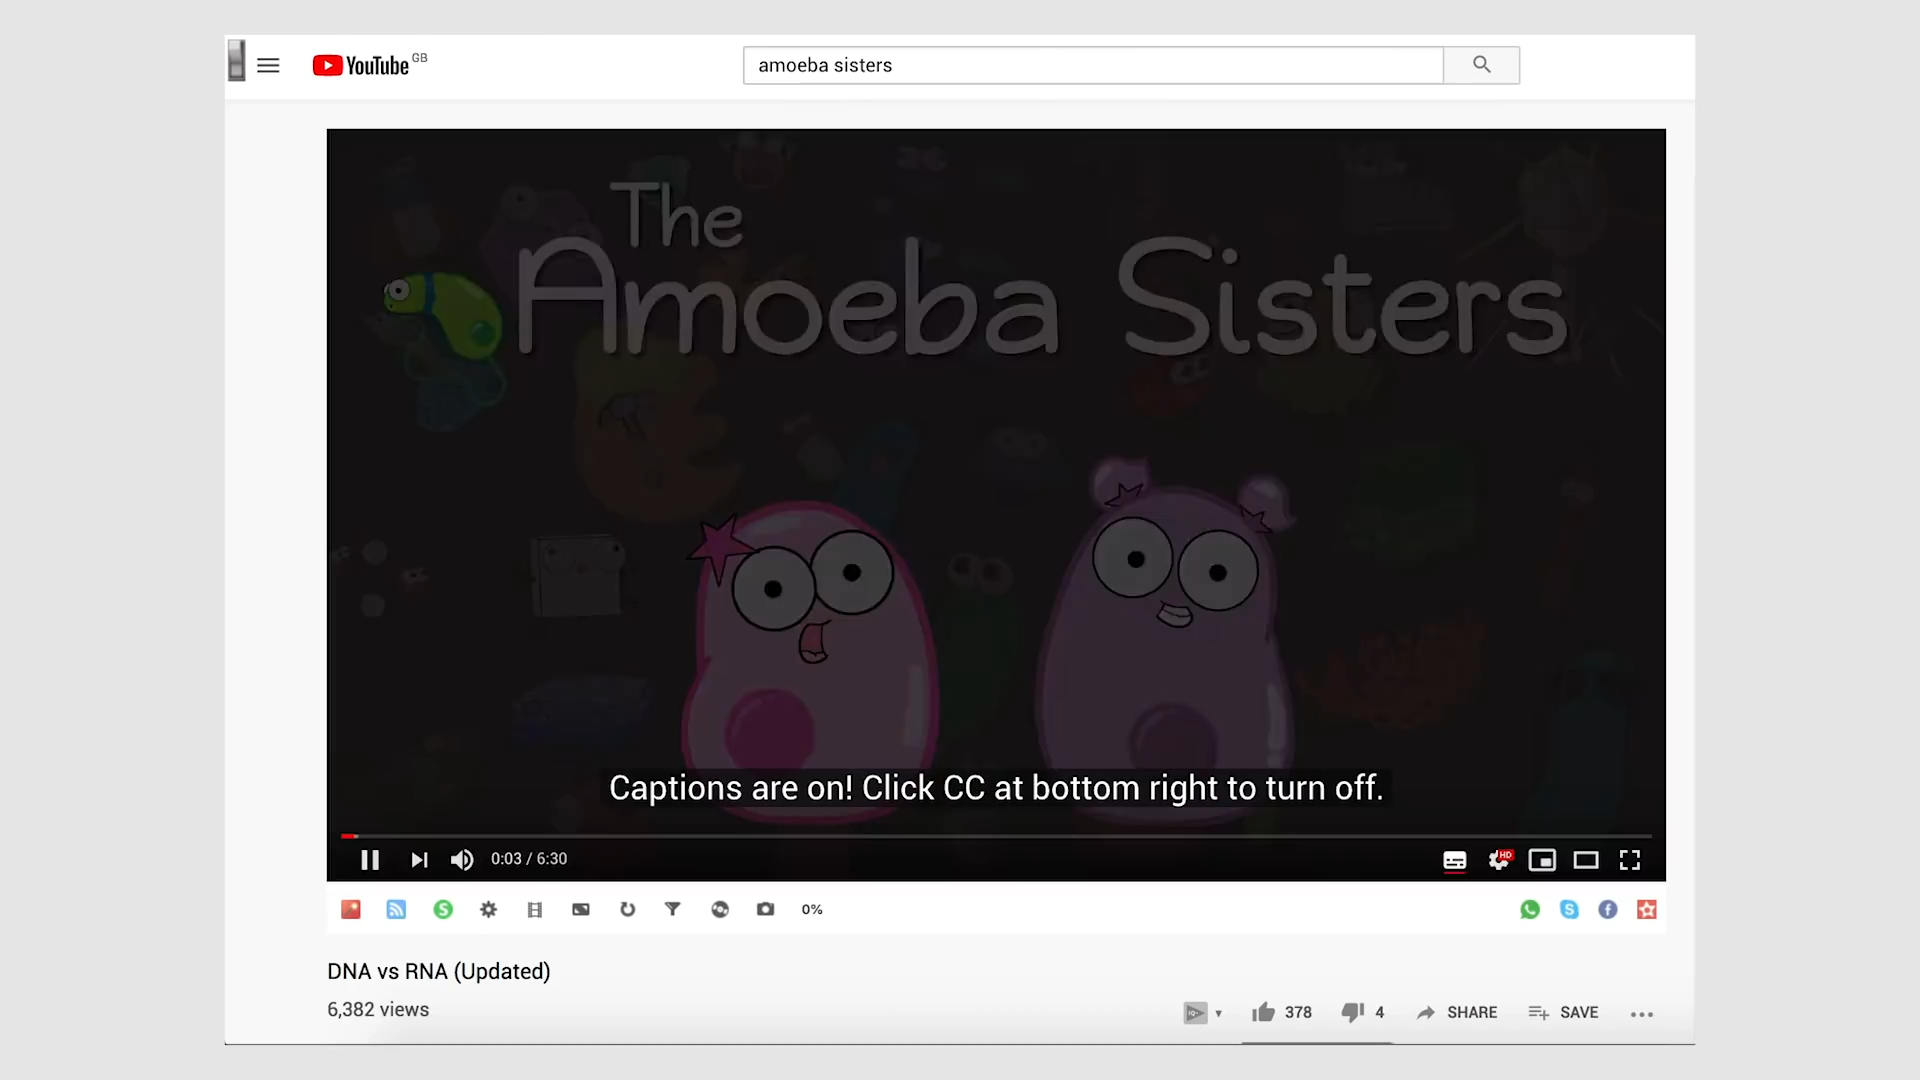 YouTube GB
amoeba sisters
The
Amoeba Sisters
Captions are on! Click CC at bottom right to turn off.
0:03 / 6:30
HD
0%
DNA vs RNA (Updated)
6,382 views
378
4
SHARE
SAVE